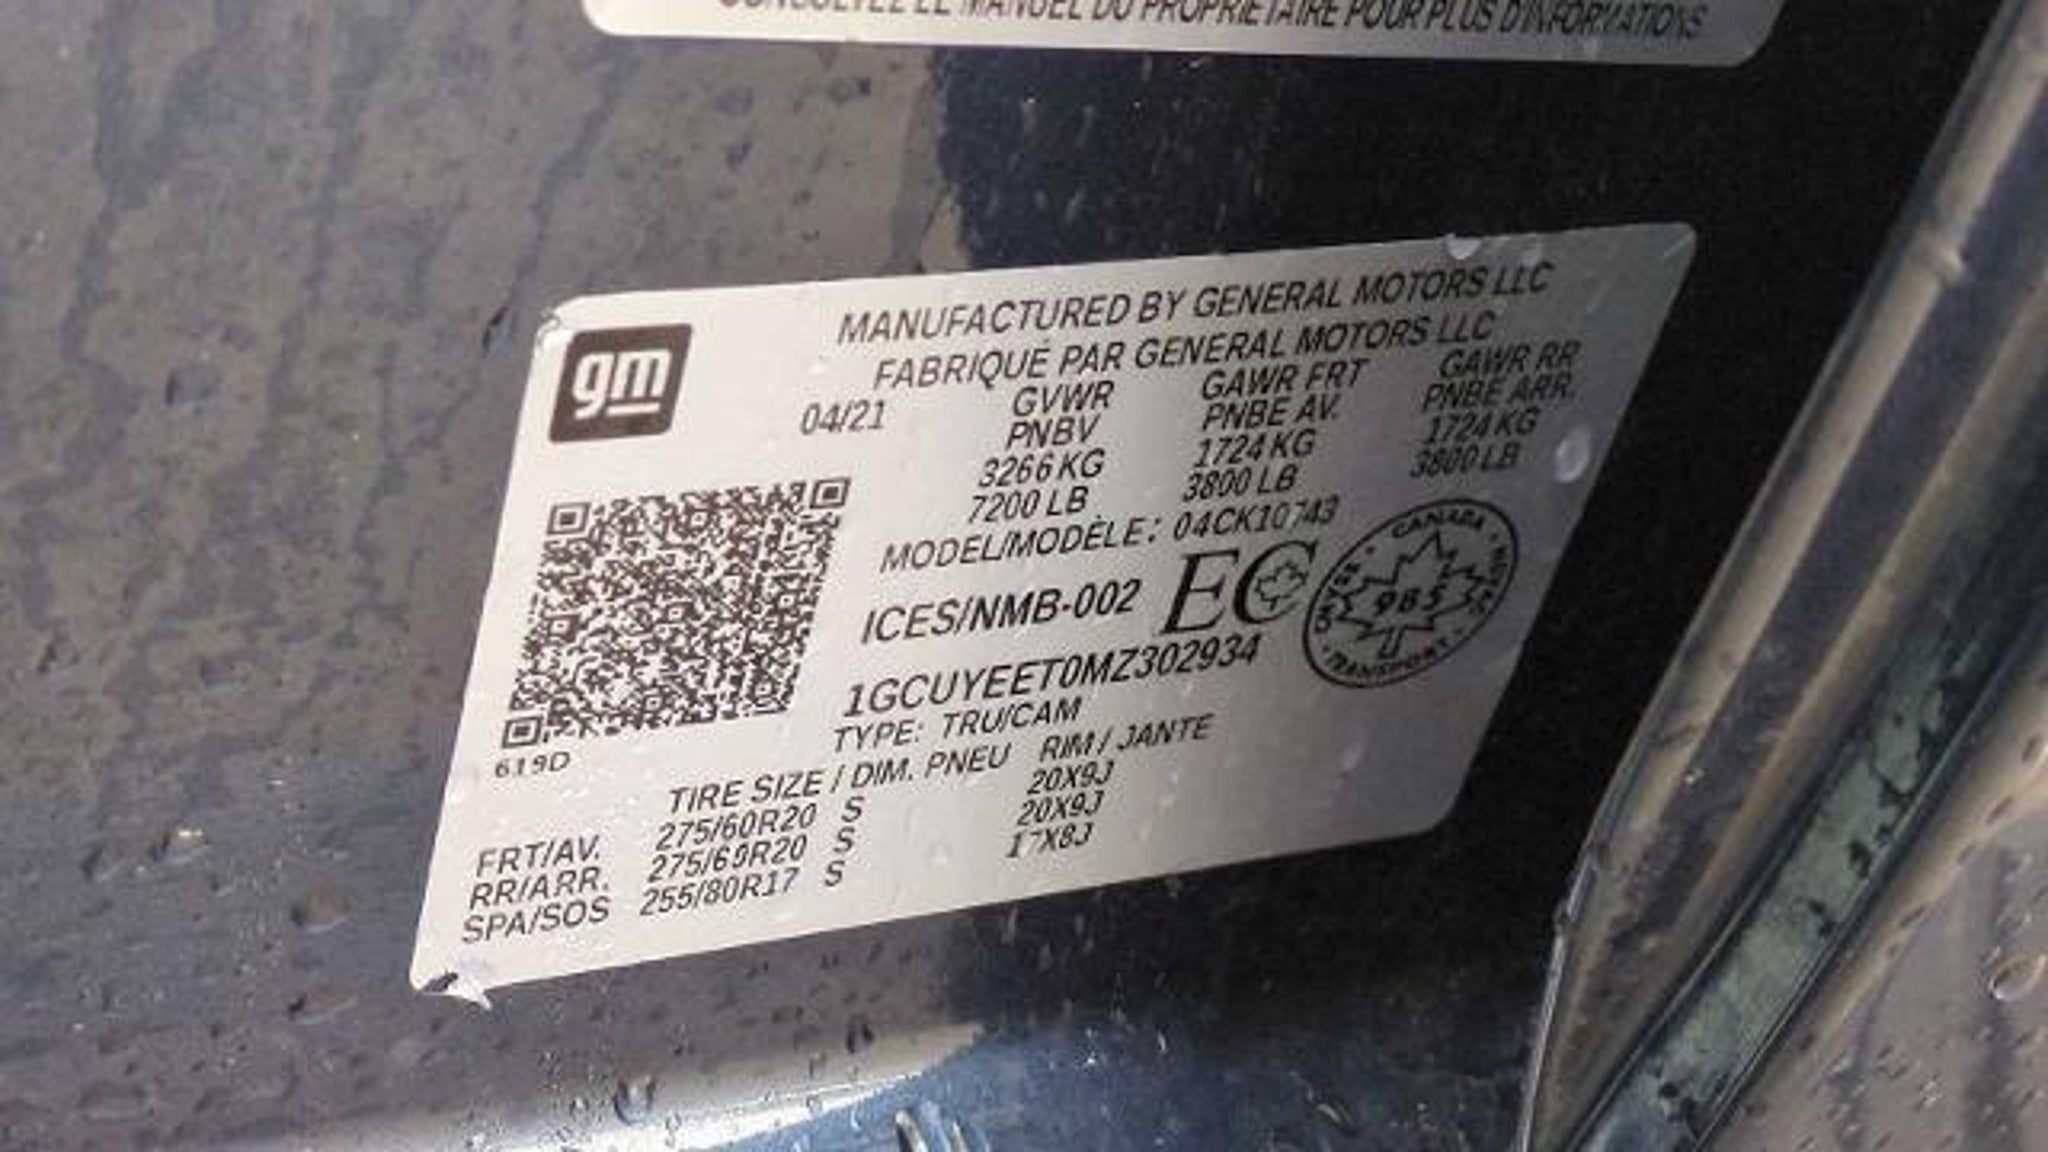 CONSULTEZ LE MANUEL DU PROPRIÉTAIRE POUR PLUS D'INFORMATIONS
gm
MANUFACTURED BY GENERAL MOTORS LLC
FABRIQUÉ PAR GENERAL MOTORS LLC
04/21
GVWR GAWR FRT GAWR RR
PNBV PNBE AV. PNBE ARR.
3266 KG 1724 KG 1724 KG
7200 LB 3800 LB 3800 LB
MODEL/MODÈLE: 04CK10743
ICES/NMB-002 EC
CANADA
985
TRANSPORT
1GCUYEET0MZ302934
TYPE: TRU/CAM
619D
TIRE SIZE / DIM. PNEU RIM / JANTE
FRT/AV. 275/60R20 S 20X9J
RR/ARR. 275/60R20 S 20X9J
SPA/SOS 255/80R17 S 17X8J